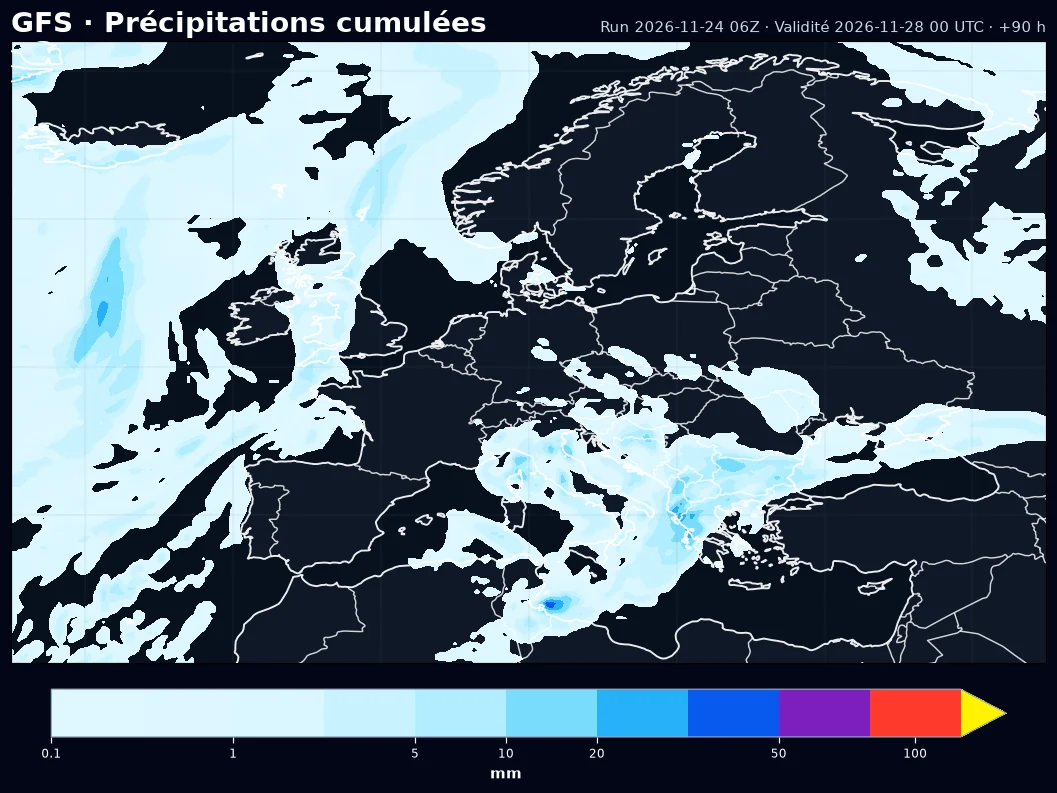 GFS · Précipitations cumulées
Run 2026-11-24 06Z · Validité 2026-11-28 00 UTC · +90 h
0.1 1 5 10 20 50 100
mm